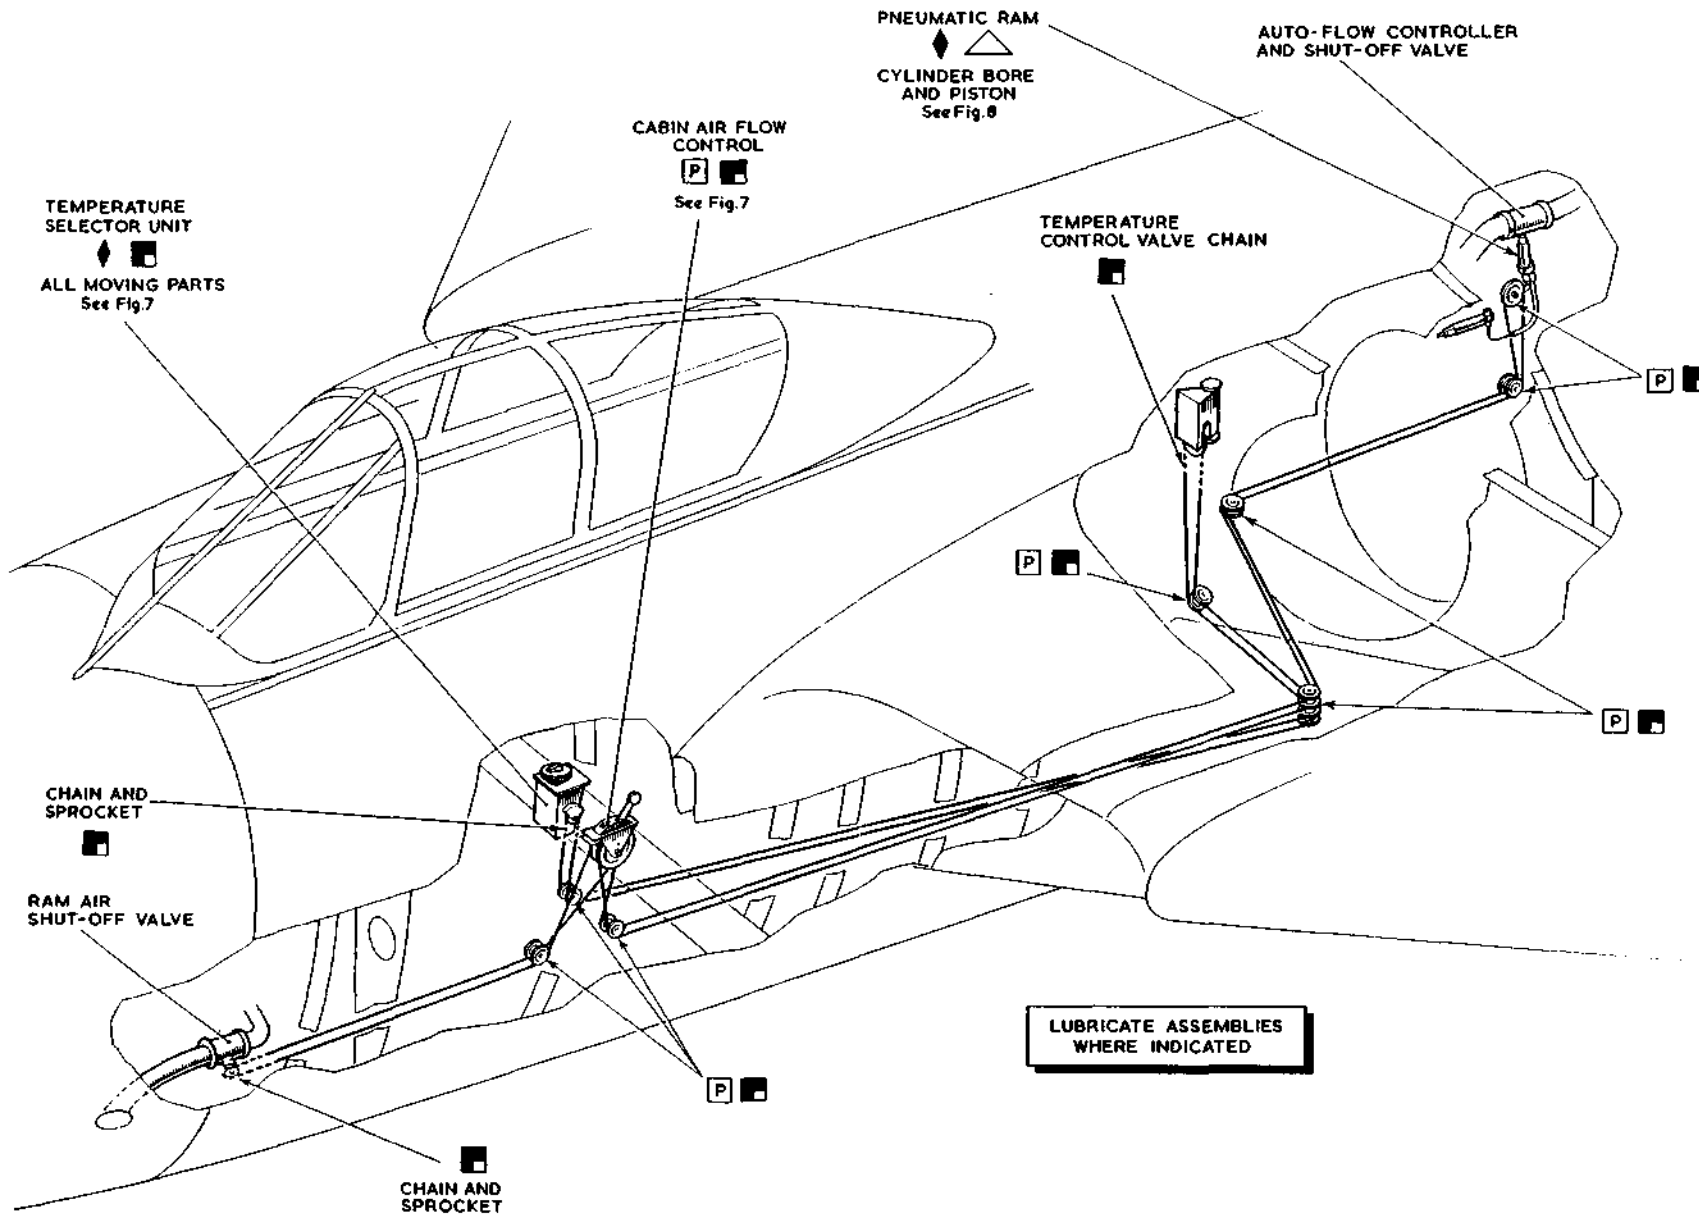 PNEUMATIC RAM
CYLINDER BORE
AND PISTON
See Fig.8
AUTO-FLOW CONTROLLER
AND SHUT-OFF VALVE
CABIN AIR FLOW
CONTROL
P
See Fig.7
TEMPERATURE
SELECTOR UNIT
ALL MOVING PARTS
See Fig.7
TEMPERATURE
CONTROL VALVE CHAIN
P
P
P
CHAIN AND
SPROCKET
RAM AIR
SHUT-OFF VALVE
P
LUBRICATE ASSEMBLIES
WHERE INDICATED
CHAIN AND
SPROCKET